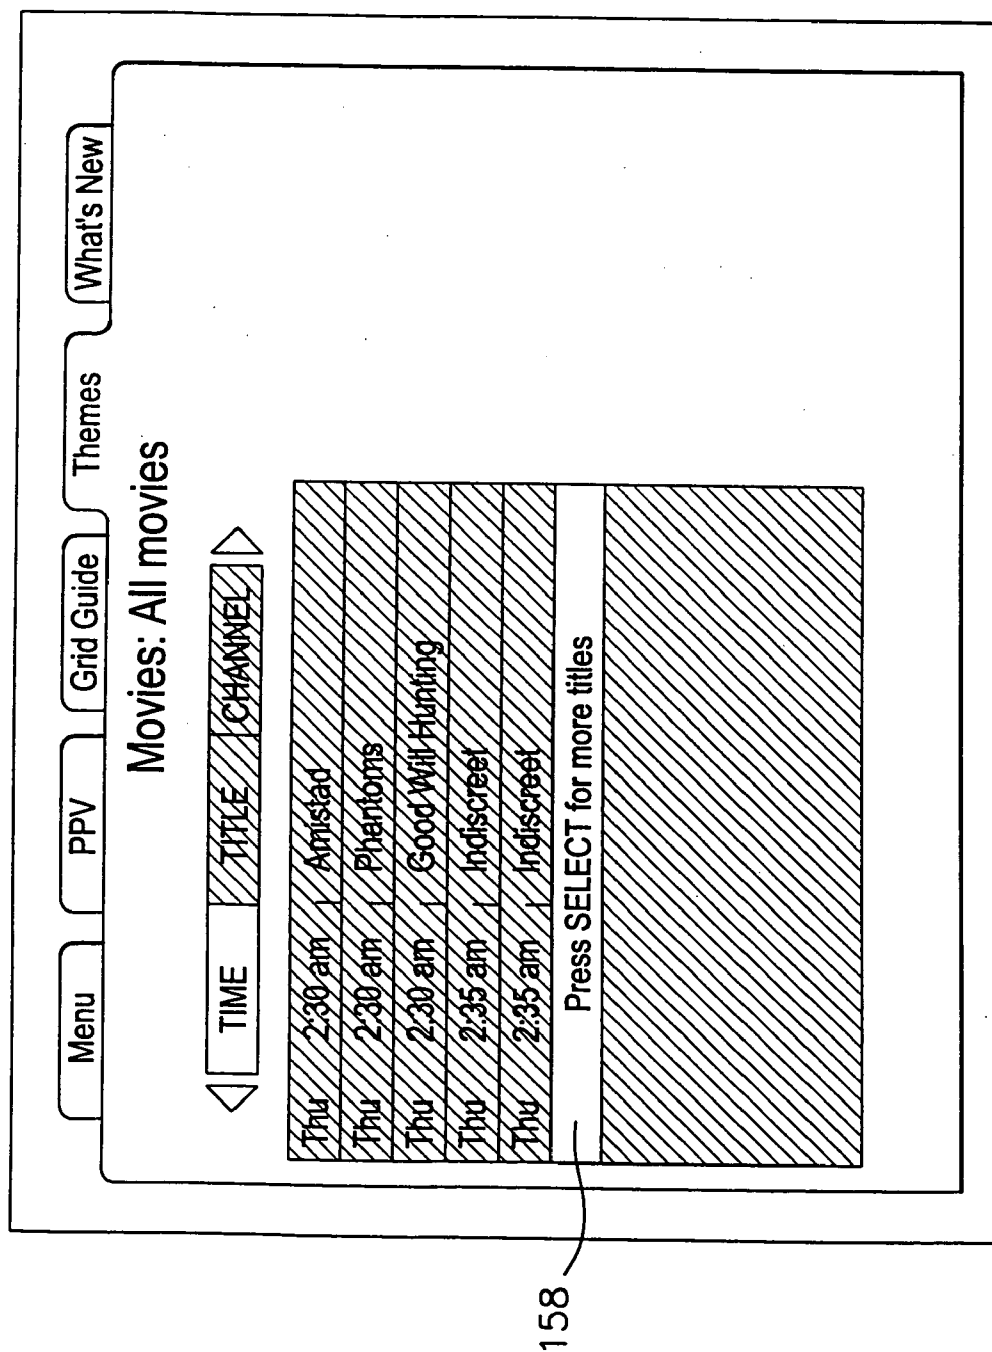 Menu PPV Grid Guide Themes What's New
Movies: All movies
TIME TITLE CHANNEL
Thu 2:30 am Amistad
Thu 2:30 am Phantoms
Thu 2:30 am Good Will Hunting
Thu 2:35 am Indiscreet
Thu 2:35 am Indiscreet
Press SELECT for more titles
158